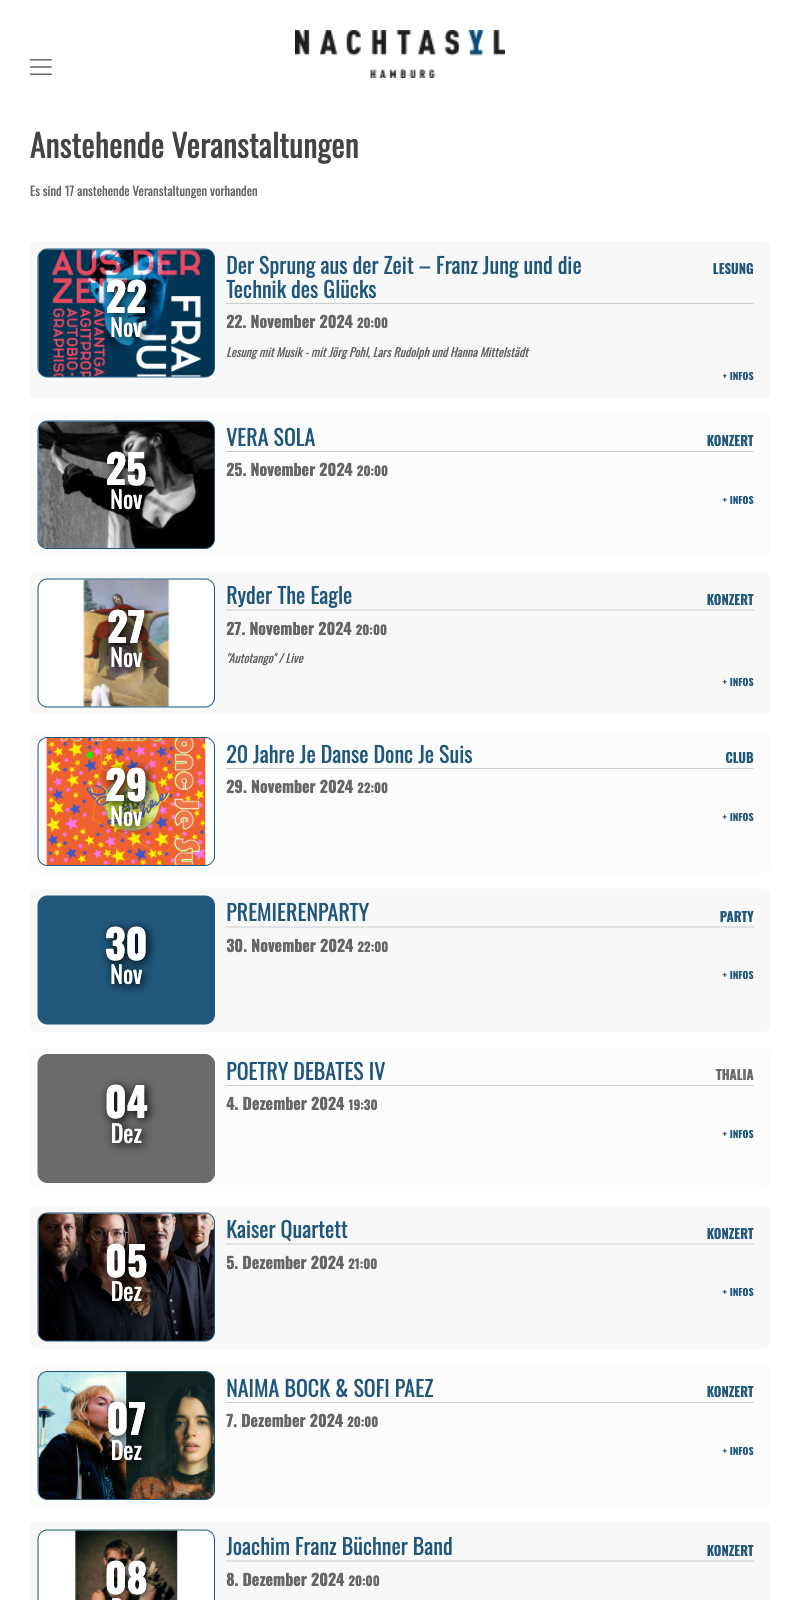 NACHTASYL
HAMBURG
Anstehende Veranstaltungen
Es sind 17 anstehende Veranstaltungen vorhanden
AUS DER
ZE
AVANTGA
AGITPROP
AUTOBIO
GRAPHISC
FRA
JU
22
Nov
Der Sprung aus der Zeit – Franz Jung und die
Technik des Glücks
LESUNG
22. November 2024 20:00
Lesung mit Musik - mit Jörg Pohl, Lars Rudolph und Hanna Mittelstädt
+ INFOS
25
Nov
VERA SOLA
KONZERT
25. November 2024 20:00
+ INFOS
27
Nov
Ryder The Eagle
KONZERT
27. November 2024 20:00
"Autotango" / Live
+ INFOS
29
Nov
20 Jahre Je Danse Donc Je Suis
CLUB
29. November 2024 22:00
+ INFOS
30
Nov
PREMIERENPARTY
PARTY
30. November 2024 22:00
+ INFOS
04
Dez
POETRY DEBATES IV
THALIA
4. Dezember 2024 19:30
+ INFOS
05
Dez
Kaiser Quartett
KONZERT
5. Dezember 2024 21:00
+ INFOS
07
Dez
NAIMA BOCK & SOFI PAEZ
KONZERT
7. Dezember 2024 20:00
+ INFOS
08
Joachim Franz Büchner Band
KONZERT
8. Dezember 2024 20:00